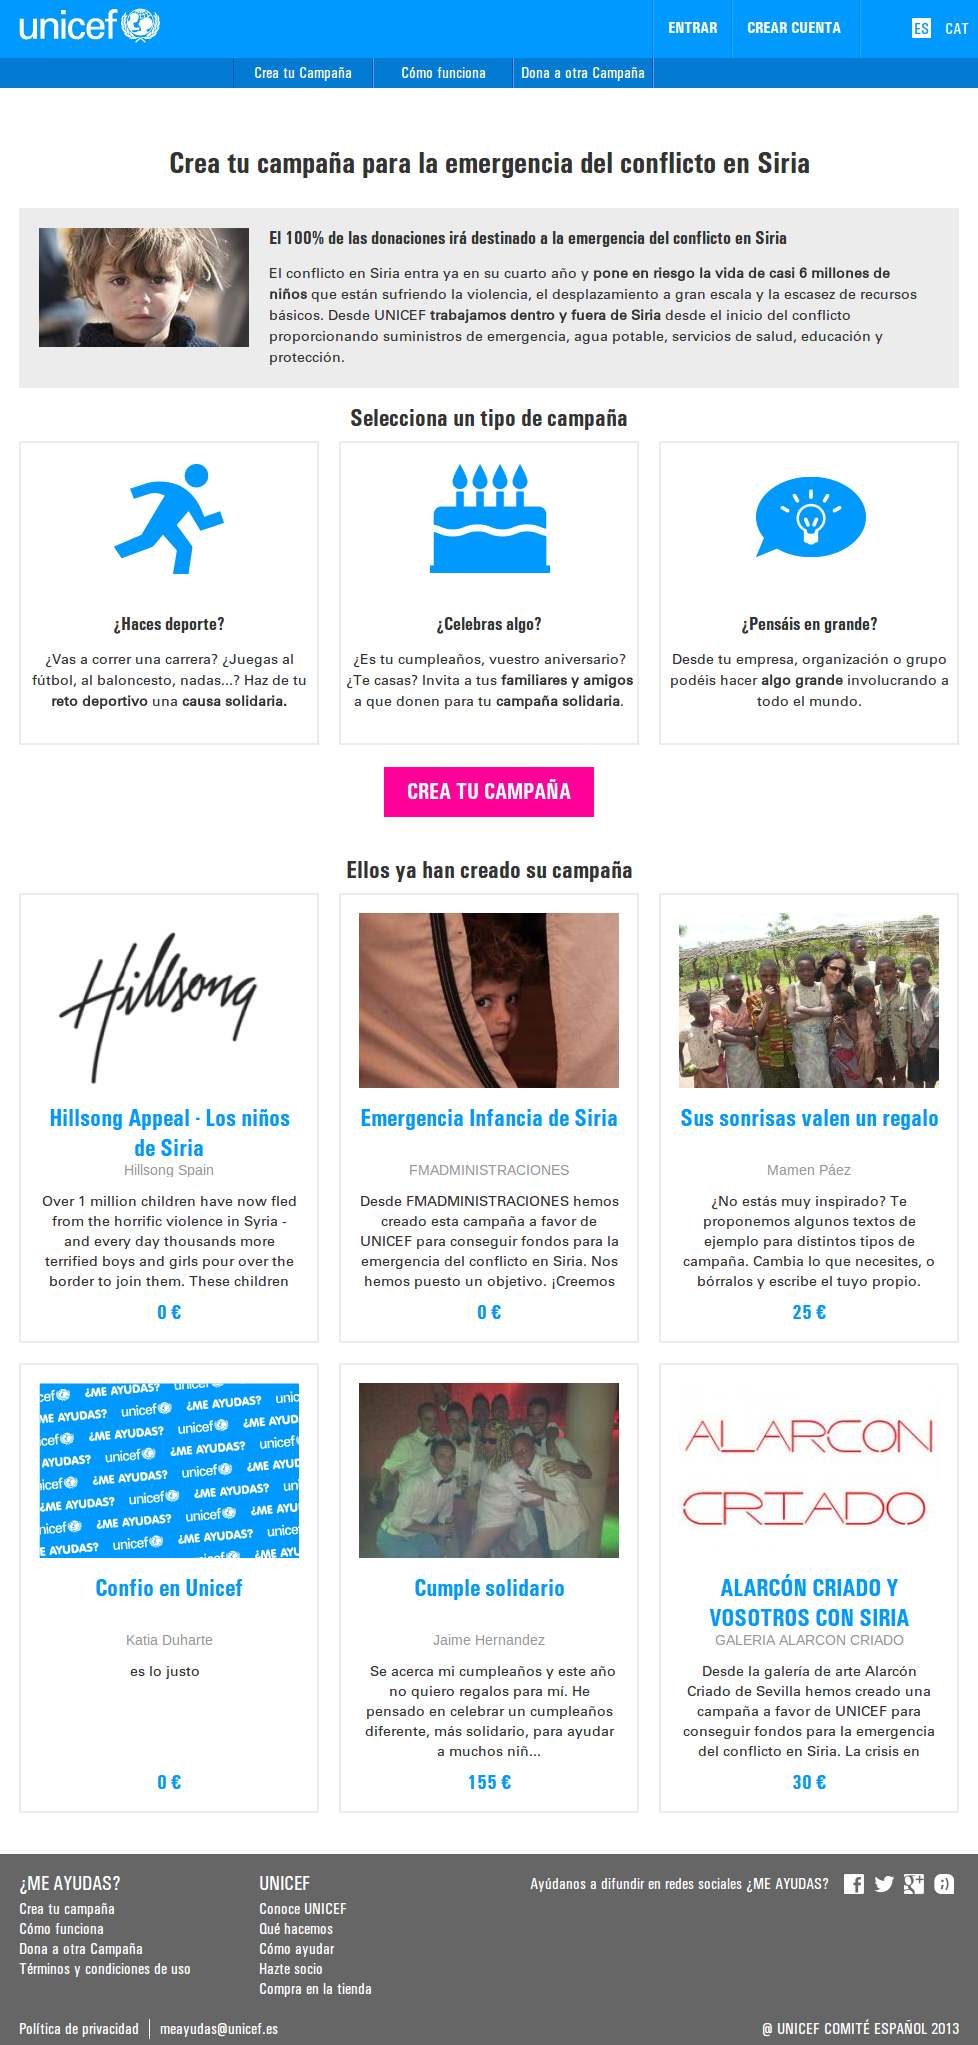 unicef
ENTRAR
CREAR CUENTA
ES
CAT
Crea tu Campaña
Cómo funciona
Dona a otra Campaña
Crea tu campaña para la emergencia del conflicto en Siria
El 100% de las donaciones irá destinado a la emergencia del conflicto en Siria
El conflicto en Siria entra ya en su cuarto año y pone en riesgo la vida de casi 6 millones de
niños que están sufriendo la violencia, el desplazamiento a gran escala y la escasez de recursos
básicos. Desde UNICEF trabajamos dentro y fuera de Siria desde el inicio del conflicto
proporcionando suministros de emergencia, agua potable, servicios de salud, educación y
protección.
Selecciona un tipo de campaña
¿Haces deporte?
¿Vas a correr una carrera? ¿Juegas al
fútbol, al baloncesto, nadas...? Haz de tu
reto deportivo una causa solidaria.
¿Celebras algo?
¿Es tu cumpleaños, vuestro aniversario?
¿Te casas? Invita a tus familiares y amigos
a que donen para tu campaña solidaria.
¿Pensáis en grande?
Desde tu empresa, organización o grupo
podéis hacer algo grande involucrando a
todo el mundo.
CREA TU CAMPAÑA
Ellos ya han creado su campaña
Hillsong
Hillsong Appeal - Los niños
de Siria
Hillsong Spain
Over 1 million children have now fled
from the horrific violence in Syria -
and every day thousands more
terrified boys and girls pour over the
border to join them. These children
0 €
Emergencia Infancia de Siria
FMADMINISTRACIONES
Desde FMADMINISTRACIONES hemos
creado esta campaña a favor de
UNICEF para conseguir fondos para la
emergencia del conflicto en Siria. Nos
hemos puesto un objetivo. ¡Creemos
0 €
Sus sonrisas valen un regalo
Mamen Páez
¿No estás muy inspirado? Te
proponemos algunos textos de
ejemplo para distintos tipos de
campaña. Cambia lo que necesites, o
bórralos y escribe el tuyo propio.
25 €
unicef ¿ME AYUDAS?
Confio en Unicef
Katia Duharte
es lo justo
0 €
Cumple solidario
Jaime Hernandez
Se acerca mi cumpleaños y este año
no quiero regalos para mí. He
pensado en celebrar un cumpleaños
diferente, más solidario, para ayudar
a muchos niñ...
155 €
ALARCON
CRIADO
ALARCÓN CRIADO Y
VOSOTROS CON SIRIA
GALERIA ALARCON CRIADO
Desde la galería de arte Alarcón
Criado de Sevilla hemos creado una
campaña a favor de UNICEF para
conseguir fondos para la emergencia
del conflicto en Siria. La crisis en
30 €
¿ME AYUDAS?
Crea tu campaña
Cómo funciona
Dona a otra Campaña
Términos y condiciones de uso
UNICEF
Conoce UNICEF
Qué hacemos
Cómo ayudar
Hazte socio
Compra en la tienda
Ayúdanos a difundir en redes sociales ¿ME AYUDAS?
Política de privacidad
meayudas@unicef.es
@ UNICEF COMITÉ ESPAÑOL 2013